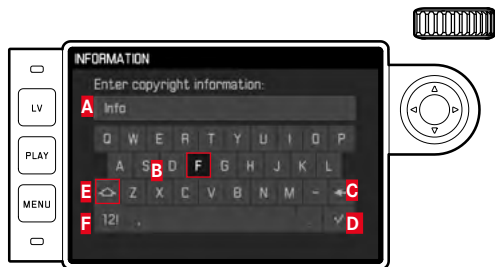 INFORMATION
Enter copyright information:
A Info
Q W E R T Y U I O P
A S B D F G H J K L
E Z X C V B N M - C
F 12! . D
LV
PLAY
MENU